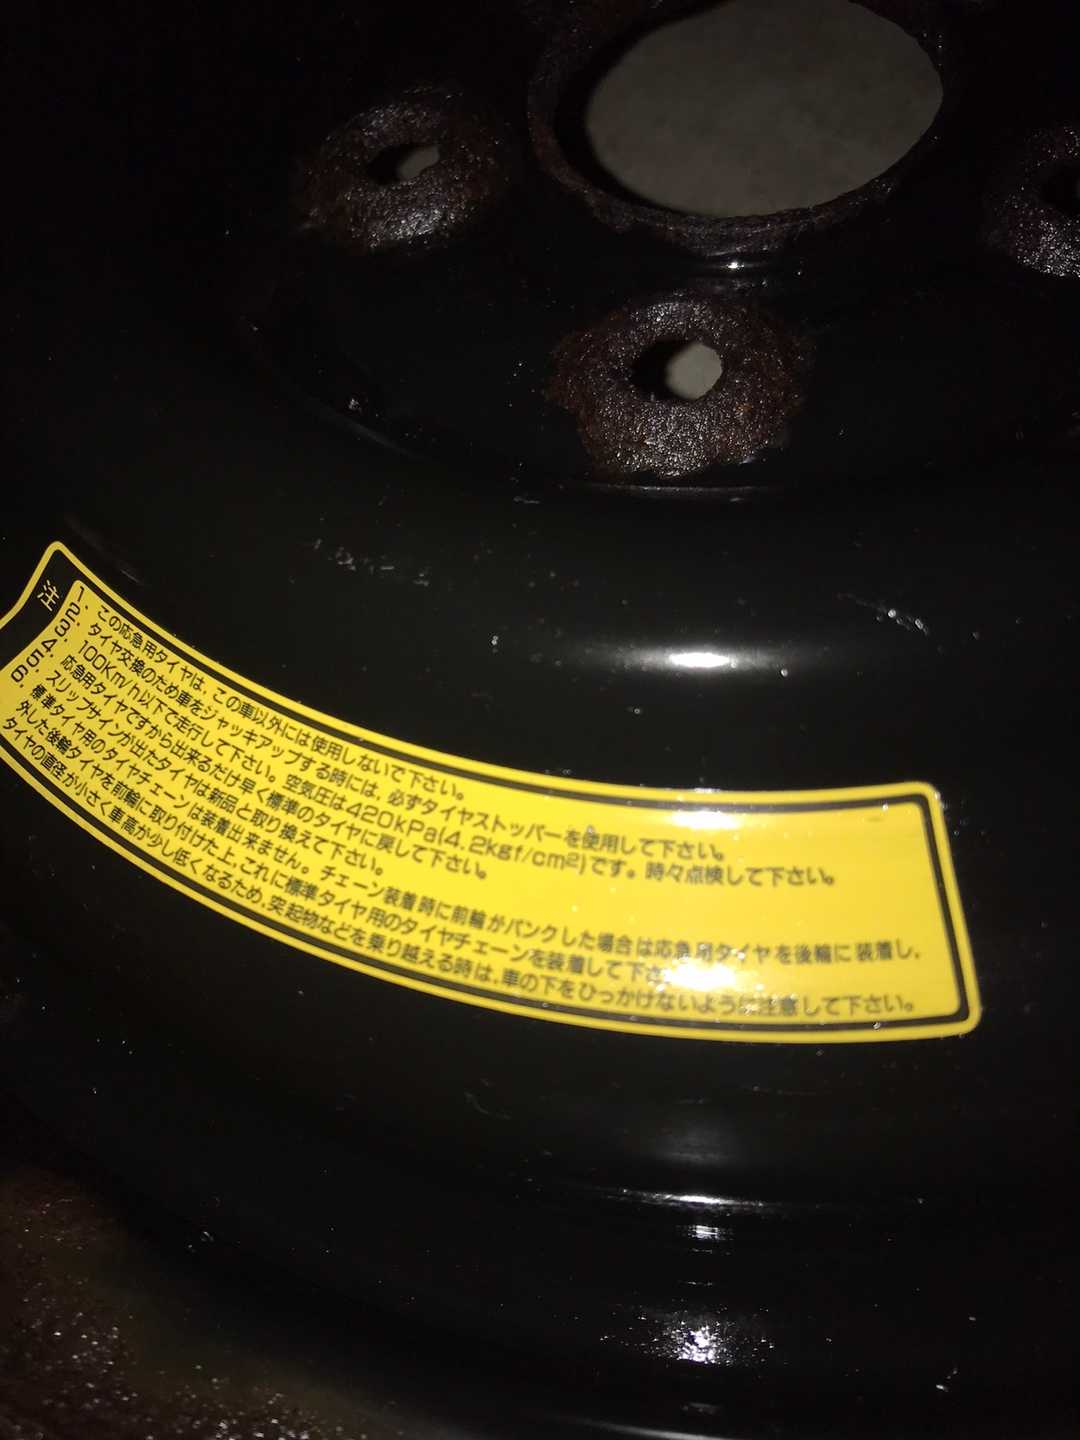 注
1. この応急用タイヤは、この車以外には使用しないで下さい。
2. タイヤ交換のため車をジャッキアップする時には、必ずタイヤストッパーを使用して下さい。
3. 100Km/h以下で走行して下さい。空気圧は420kPa(4.2kgf/cm²)です。時々点検して下さい。
4. 応急用タイヤですから出来るだけ早く標準のタイヤに戻して下さい。
5. スリップサインが出たタイヤは新品と取り換えて下さい。
6. 標準タイヤ用のタイヤチェーンは装着出来ません。チェーン装着時に前輪がパンクした場合は応急用タイヤを後輪に装着し、
外した後輪タイヤを前輪に取り付けた上、これに標準タイヤ用のタイヤチェーンを装着して下さ
タイヤの直径が小さく車高が少し低くなるため、突起物などを乗り越える時は、車の下をひっかけないように注意して下さい。